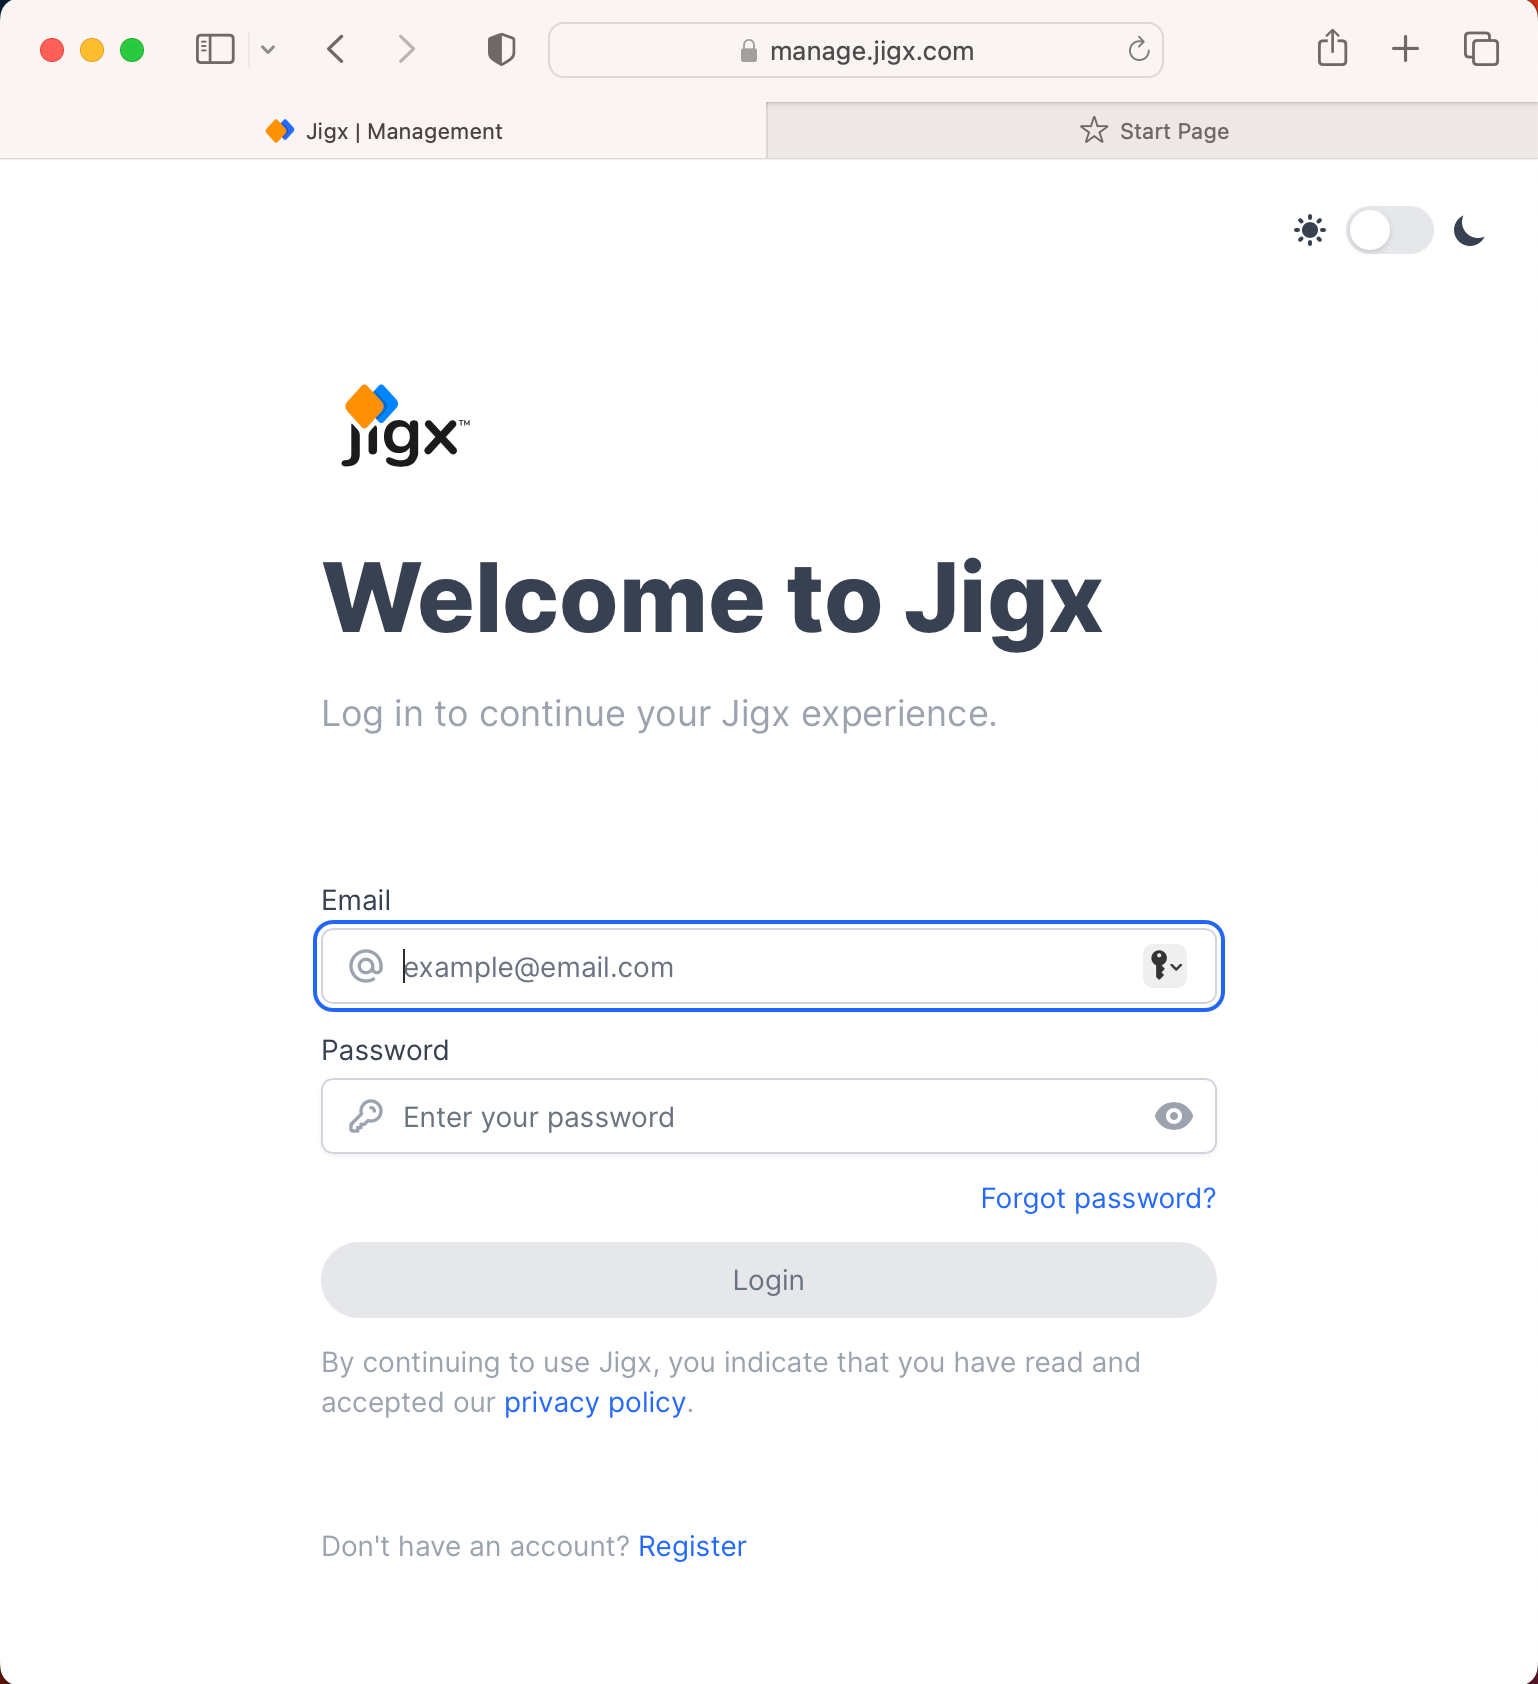 manage.jigx.com
Jigx | Management
Start Page
jigx™
Welcome to Jigx
Log in to continue your Jigx experience.
Email
example@email.com
Password
Enter your password
Forgot password?
Login
By continuing to use Jigx, you indicate that you have read and
accepted our privacy policy.
Don't have an account? Register